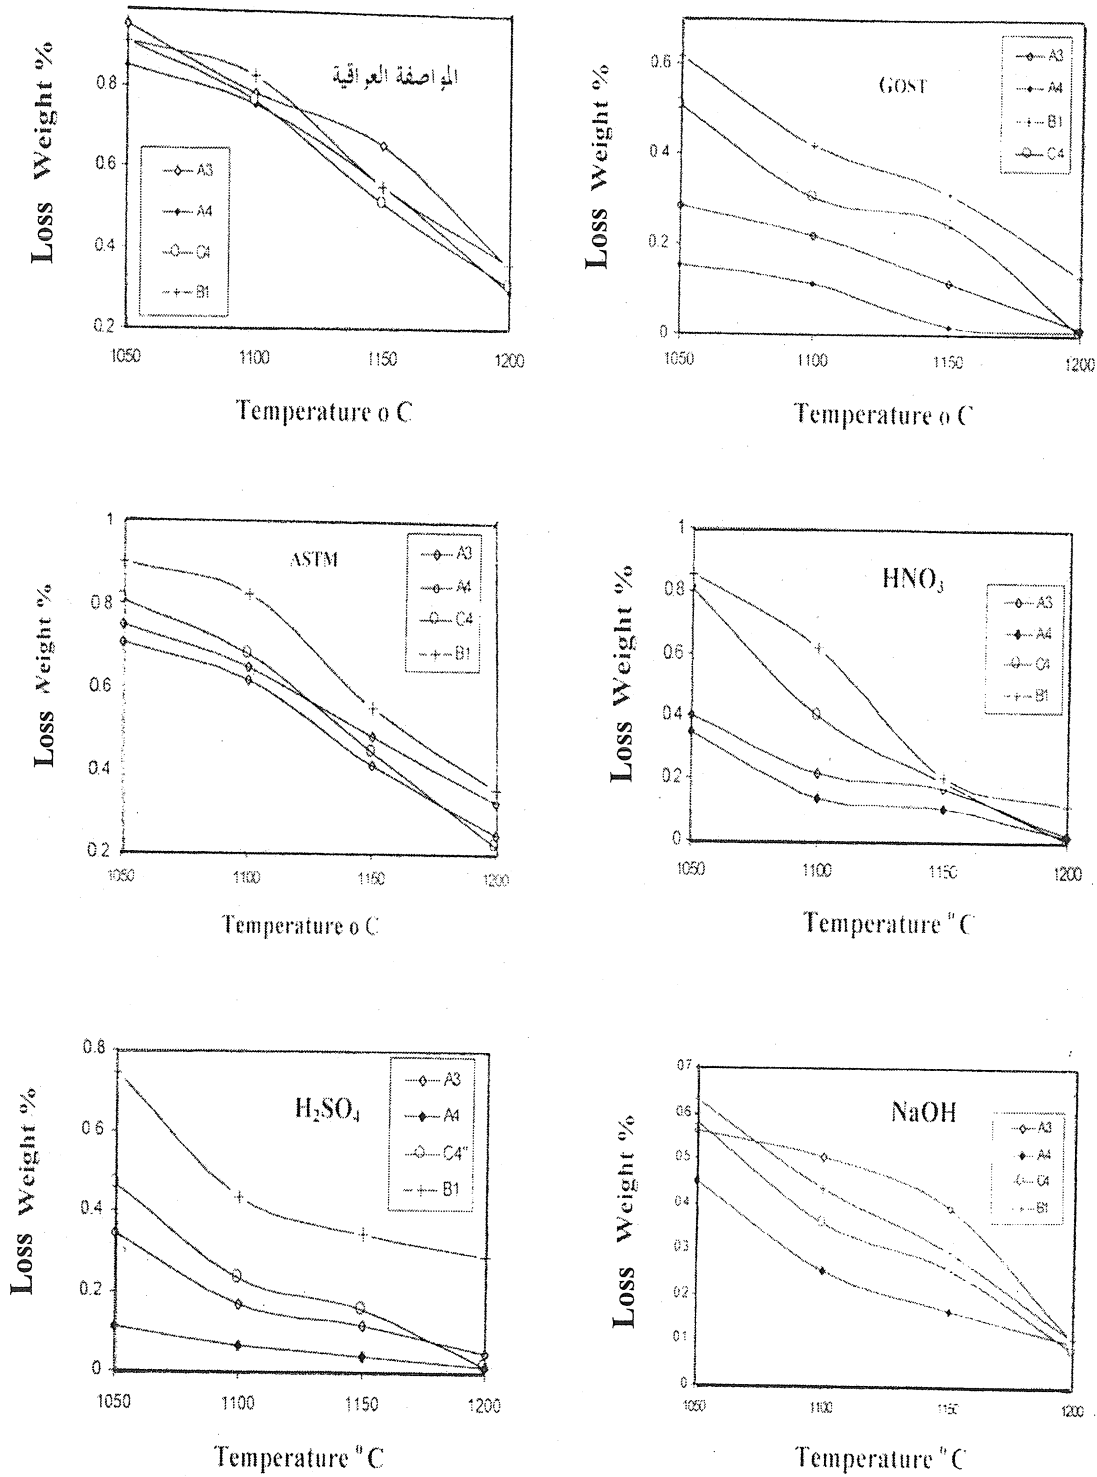 Loss Weight %
0.8
0.6
0.4
0.2
1050
1100
1150
1200
Temperature o C
المواصفة العراقية
A3
A4
C4
B1
Loss Weight %
0.6
0.4
0.2
0
1050
1100
1150
1200
Temperature o C
GOST
A3
A4
B1
C4
Loss Weight %
1
0.8
0.6
0.4
0.2
1050
1100
1150
1200
Temperature o C
ASTM
A3
A4
C4
B1
Loss Weight %
1
0.8
0.6
0.4
0.2
0
1050
1100
1150
1200
Temperature °C
HNO₃
A3
A4
C4
B1
Loss Weight %
0.8
0.6
0.4
0.2
0
1050
1100
1150
1200
Temperature °C
H₂SO₄
A3
A4
C4"
B1
Loss Weight %
0.7
0.6
0.5
0.4
0.3
0.2
0.1
0
1050
1100
1150
1200
Temperature °C
NaOH
A3
A4
C4
B1